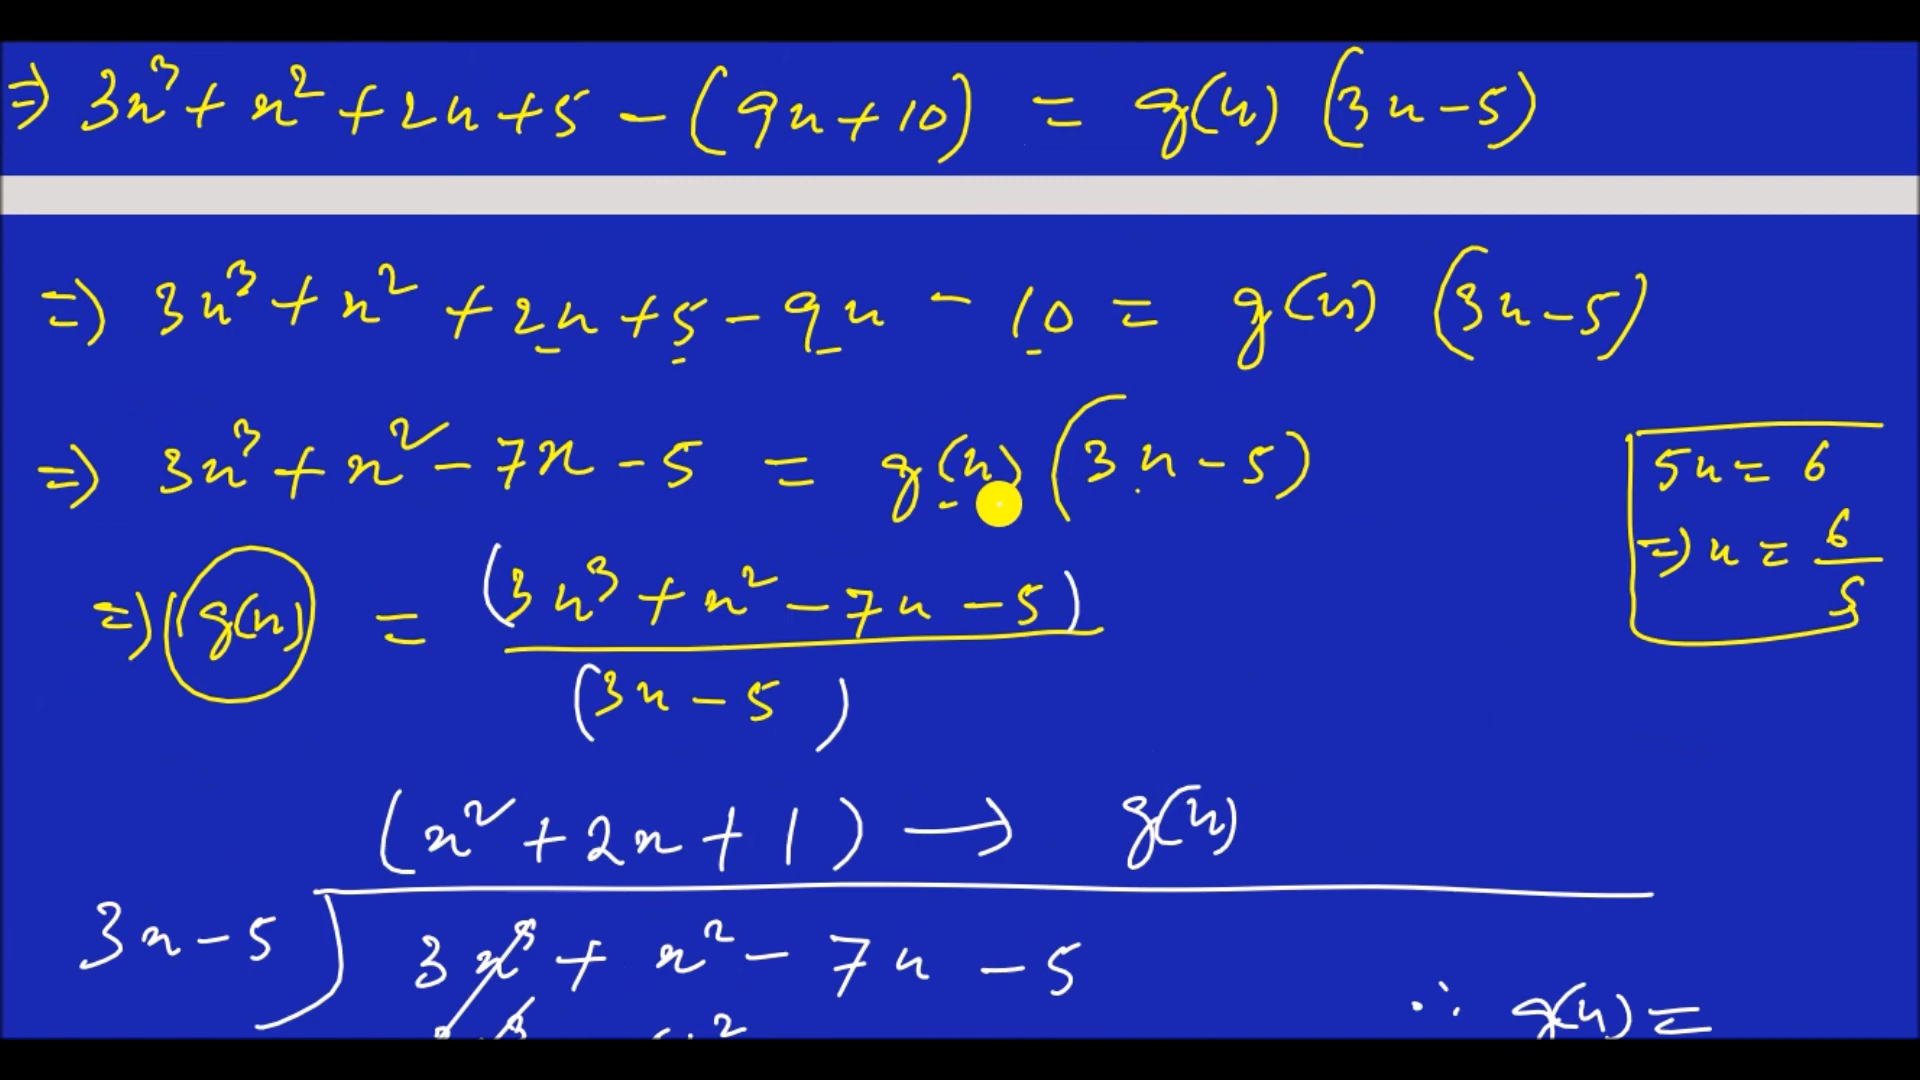 ⇒ 3x³ + x² + 2x + 5 − (9x + 10) = g(x) (3x − 5)
⇒ 3x³ + x² + 2x + 5 − 9x − 10 = g(x) (3x − 5)
⇒ 3x³ + x² − 7x − 5 = g(x) (3x − 5)
5x = 6
⇒ x = 6/5
⇒ g(x) = (3x³ + x² − 7x − 5) / (3x − 5)
(x² + 2x + 1) → g(x)
3x − 5 ) 3x³ + x² − 7x − 5
∴ g(x) =